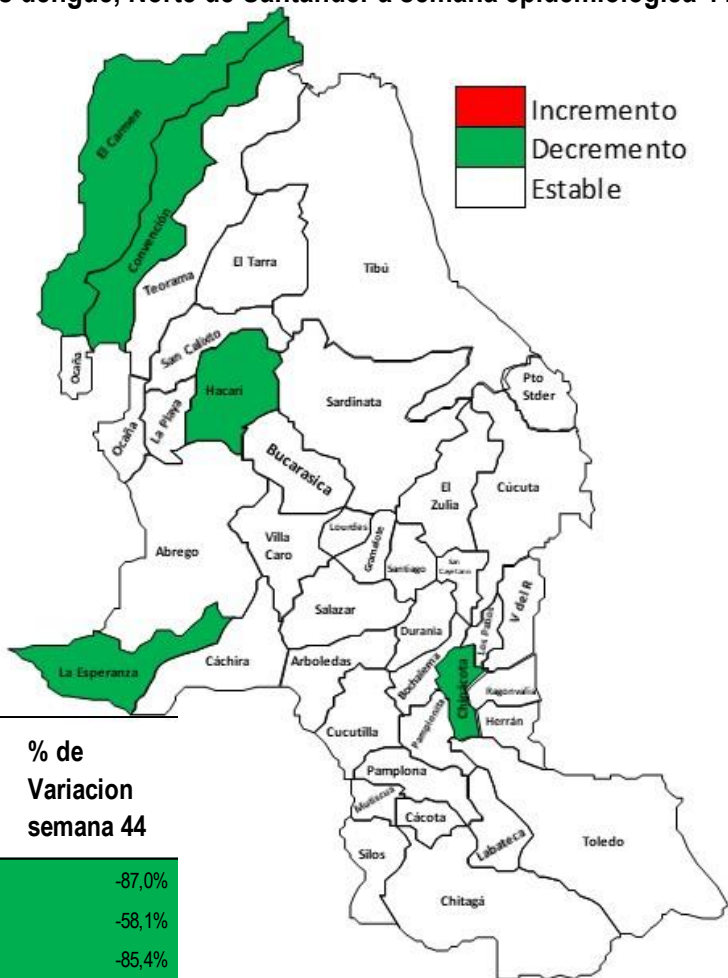 dengue, Norte de Santander a semana epidemiológica
Incremento
Decremento
Estable
El Carmen
Convención
Teorama
El Tarra
Tibú
Ocaña
San Calixto
Hacarí
La Playa
Ocaña
Sardinata
Pto
Stder
Bucarasica
El
Zulia
Cúcuta
Abrego
Villa
Caro
Lourdes
Gramalote
Santiago
San
Cayetano
Salazar
Durania
Los Patios
V del R
La Esperanza
Cáchira
Arboledas
Bochalema
Chinácota
Ragonvalia
Herrán
Cucutilla
Pamplonita
Pamplona
Mutiscua
Cácota
Labateca
Toledo
Silos
Chitagá
% de
Variacion
semana 44
-87,0%
-58,1%
-85,4%